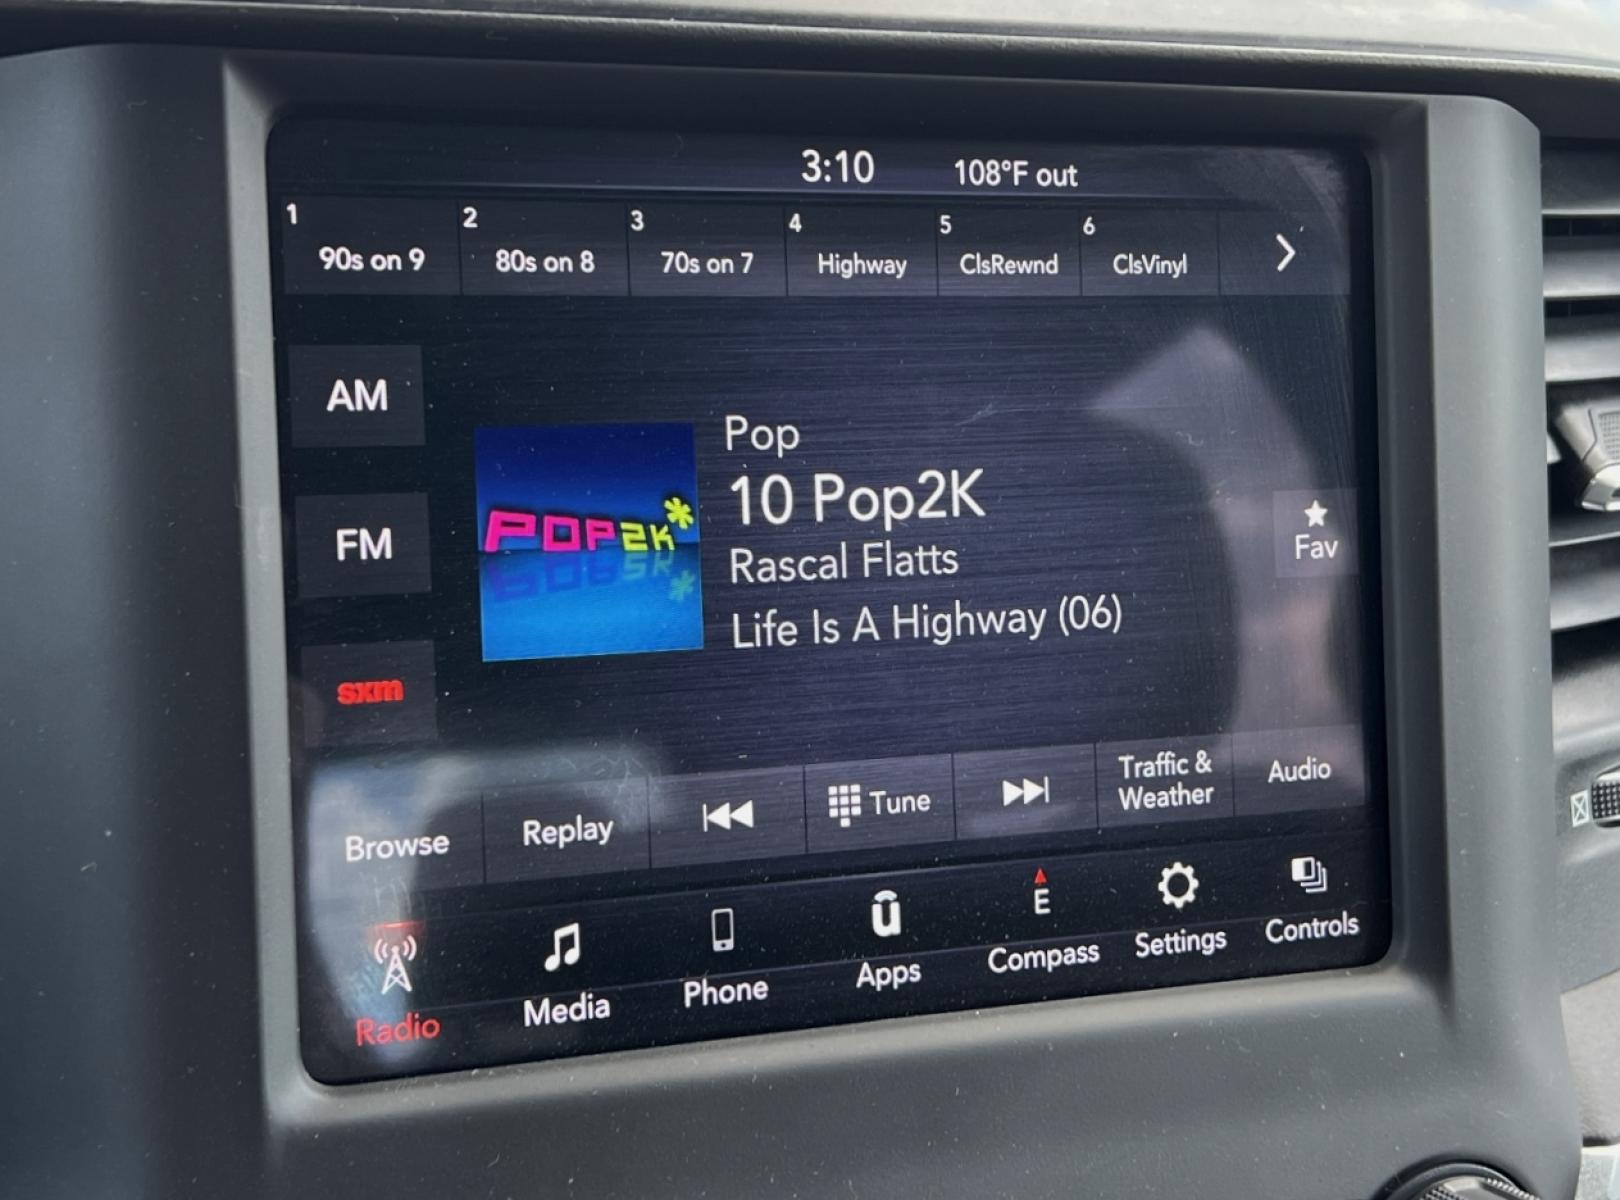 3:10 108°F out
1 2 3 4 5 6
90s on 9 80s on 8 70s on 7 Highway ClsRewnd ClsVinyl
AM
FM
sxm
POP2K*
Pop
10 Pop2K
Rascal Flatts
Life Is A Highway (06)
Fav
Browse Replay Tune Traffic & Weather Audio
E
Radio Media Phone Apps Compass Settings Controls